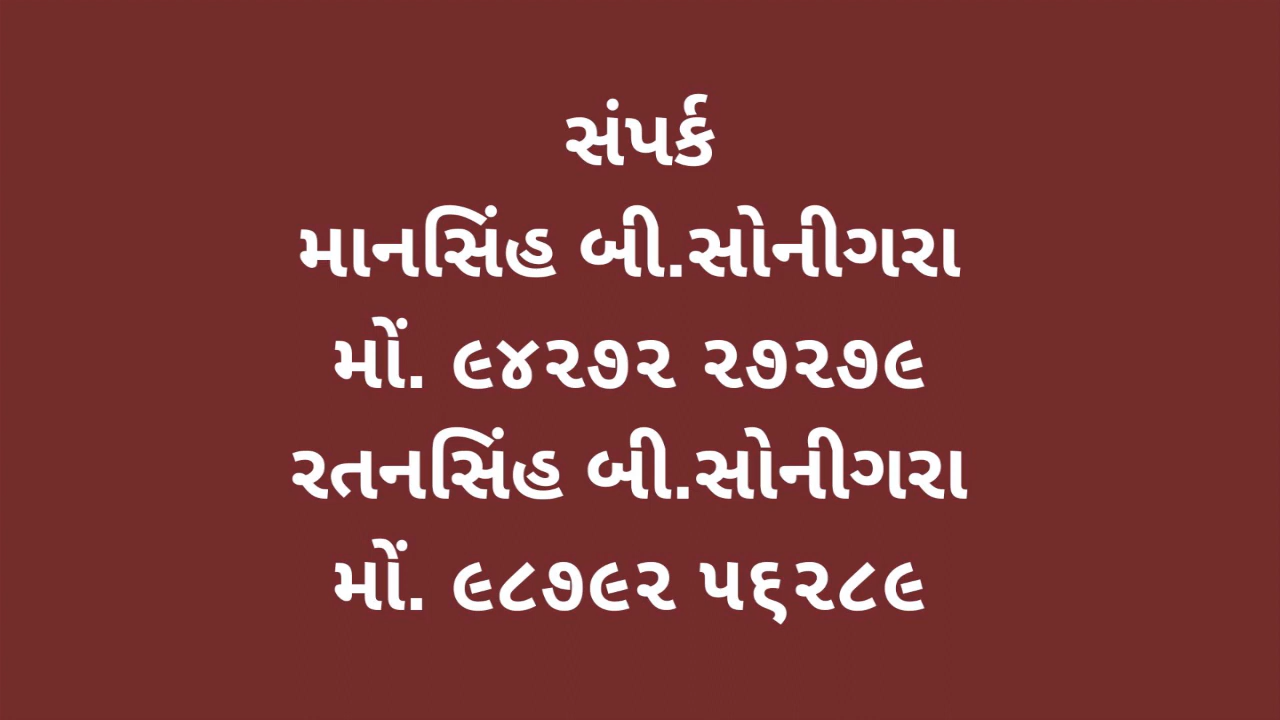 સંપર્ક
માનસિંહ બી.સોનીગરા
મોં. ૯૪૨૭૨ ૨૭૨૭૯
રતનસિંહ બી.સોનીગરા
મોં. ૯૮૭૯૨ ૫૬૨૮૯